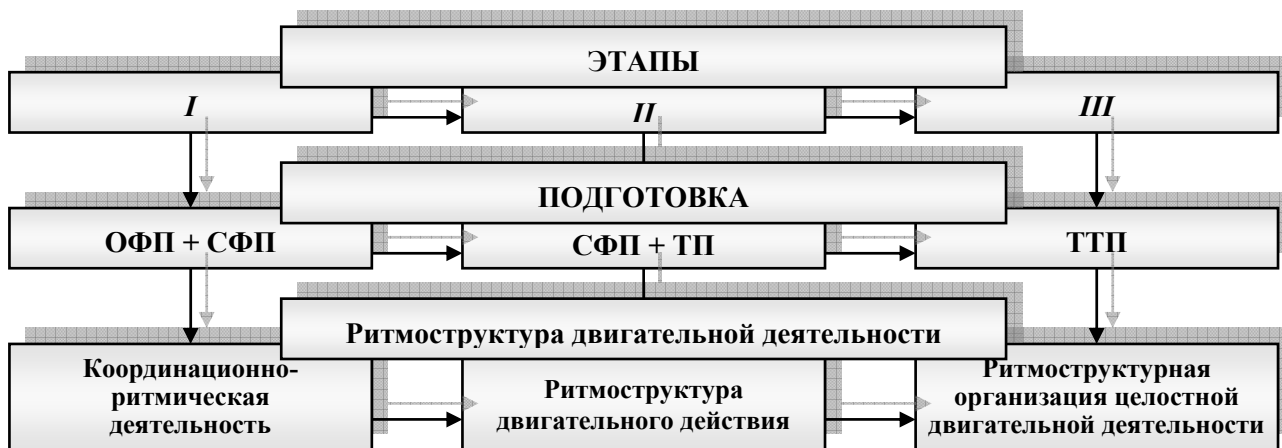 ЭТАПЫ
I
II
III
ПОДГОТОВКА
ОФП + СФП
СФП + ТП
ТТП
Ритмоструктура двигательной деятельности
Координационно-
ритмическая
деятельность
Ритмоструктура
двигательного действия
Ритмоструктурная
организация целостной
двигательной деятельности